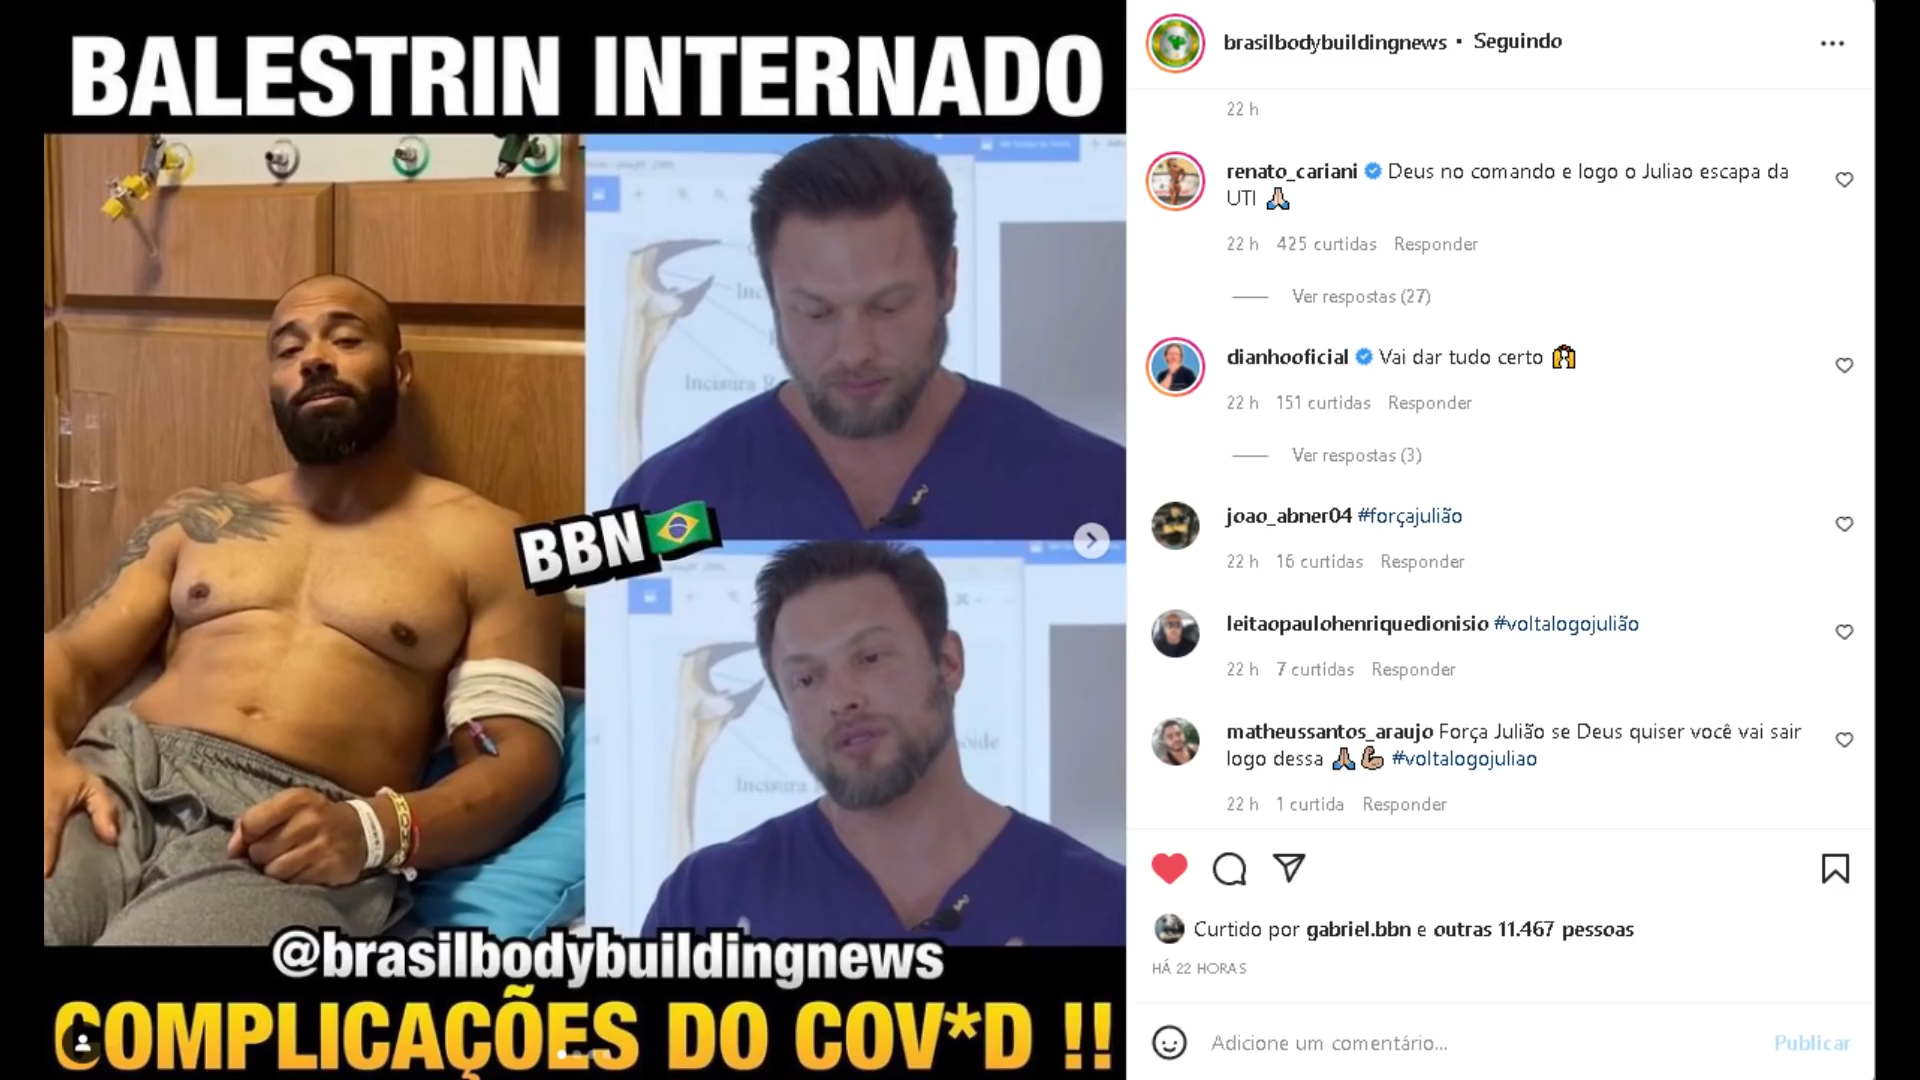 BALESTRIN INTERNADO
Inc
Incisura R
BBN
óide
Incisura
@brasilbodybuildingnews
COMPLICAÇÕES DO COV*D !!
brasilbodybuildingnews • Seguindo
22 h
renato_cariani Deus no comando e logo o Juliao escapa da
UTI 🙏🏼
22 h 425 curtidas Responder
Ver respostas (27)
dianhooficial Vai dar tudo certo 🙌
22 h 151 curtidas Responder
Ver respostas (3)
joao_abner04 #forçajulião
22 h 16 curtidas Responder
leitaopaulohenriquedionisio #voltalogojulião
22 h 7 curtidas Responder
matheussantos_araujo Força Julião se Deus quiser você vai sair
logo dessa 🙏🏼💪🏼 #voltalogojuliao
22 h 1 curtida Responder
Curtido por gabriel.bbn e outras 11.467 pessoas
HÁ 22 HORAS
Adicione um comentário...
Publicar